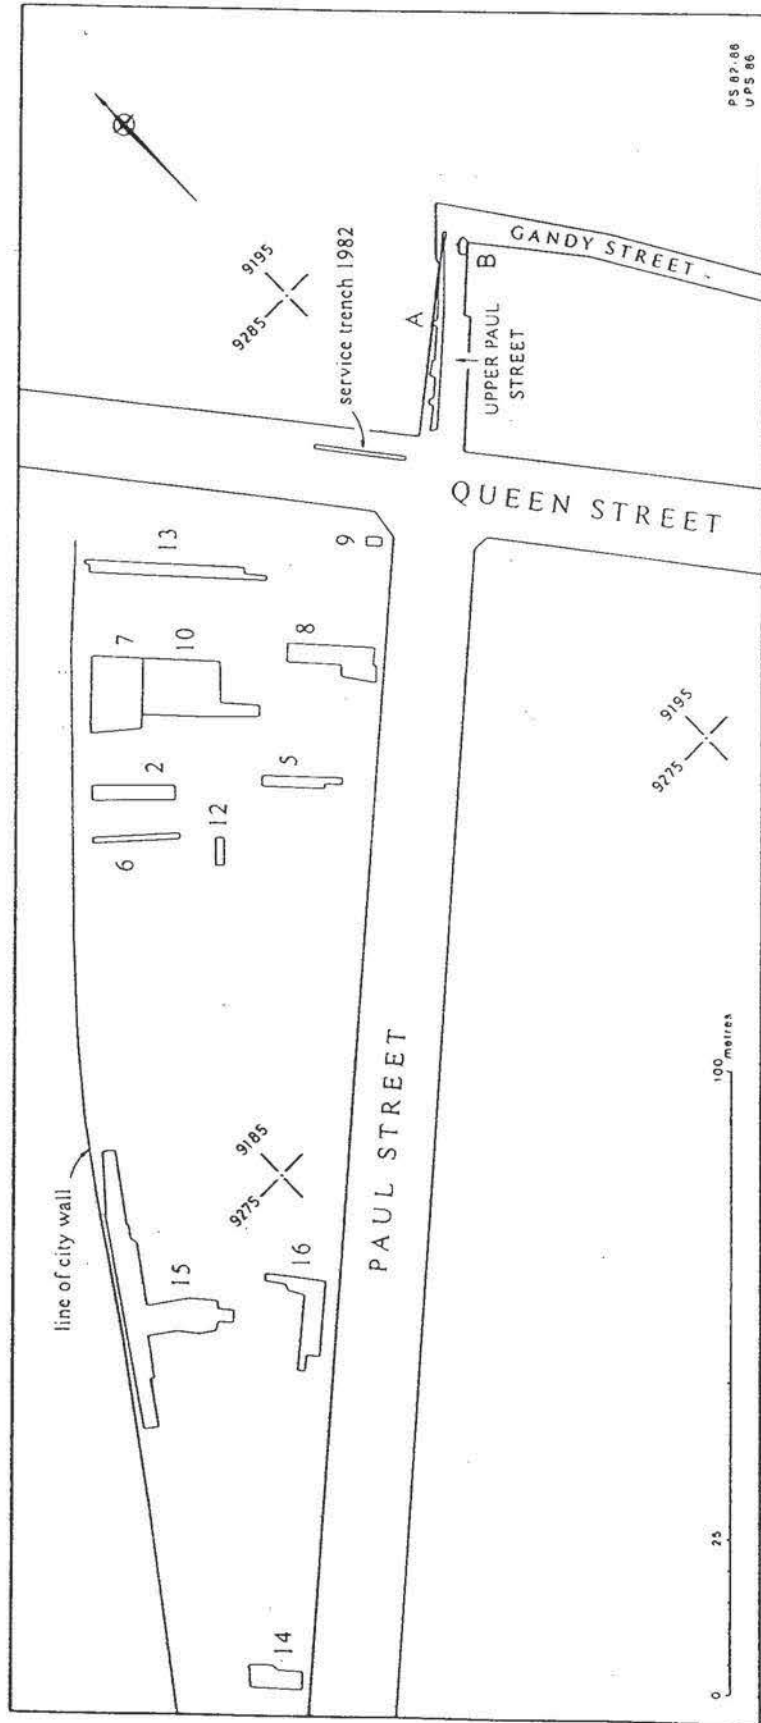 PS 82-86
UPS 86
9195
9285
service trench 1982
A
B
GANDY STREET
UPPER PAUL
STREET
QUEEN STREET
13
9
7
10
8
2
5
6
12
9195
9275
line of city wall
15
9185
9275
16
PAUL STREET
14
0
25
100
metres